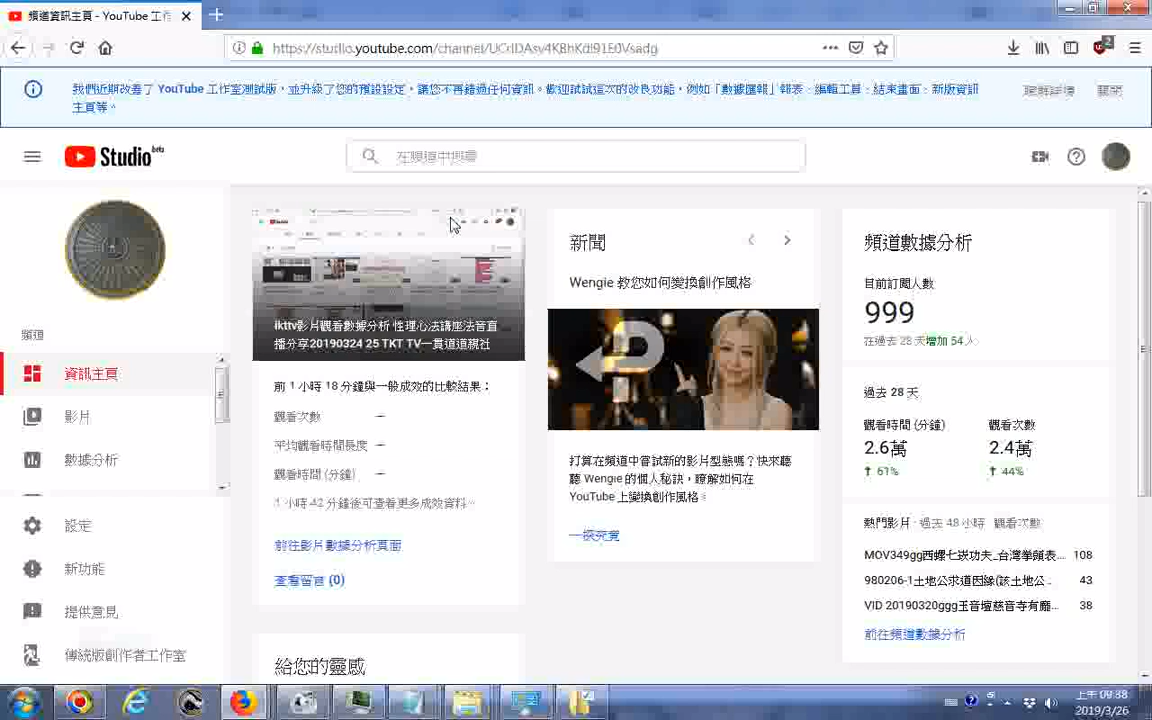 頻道資訊主頁 - YouTube 工作
2
我們近期改善了 YouTube 工作室測試版，並升級了您的預設設定，讓您不再錯過任何資訊。歡迎試試這次的改良功能，例如「數據匯報」報表、編輯工具、結束畫面、新版資訊
主頁等。
瞭解詳情
關閉
Studio beta
在頻道中搜尋
頻道
資訊主頁
影片
數據分析
設定
新功能
提供意見
傳統版創作者工作室
ikttv影片觀看數據分析 性理心法講座法音直
播分享20190324 25 TKT TV一貫道道親社
前 1 小時 18 分鐘與一般成效的比較結果：
觀看次數 –
平均觀看時間長度 –
觀看時間 (分鐘) –
1 小時 42 分鐘後可查看更多成效資料。
前往影片數據分析頁面
查看留言 (0)
給您的靈感
新聞
Wengie 教您如何變換創作風格
打算在頻道中嘗試新的影片型態嗎？快來聽
聽 Wengie 的個人秘訣，瞭解如何在
YouTube 上變換創作風格。
一探究竟
頻道數據分析
目前訂閱人數
999
在過去 28 天增加 54 人
過去 28 天
觀看時間 (分鐘) 觀看次數
2.6萬 2.4萬
61% 44%
熱門影片 · 過去 48 小時 · 觀看次數
MOV349gg西螺七崁功夫_台灣拳頭表... 108
980206-1土地公求道因緣(該土地公... 43
VID 20190320ggg玉音壇慈音寺有龐... 38
前往頻道數據分析
上午 09:38
2019/3/26